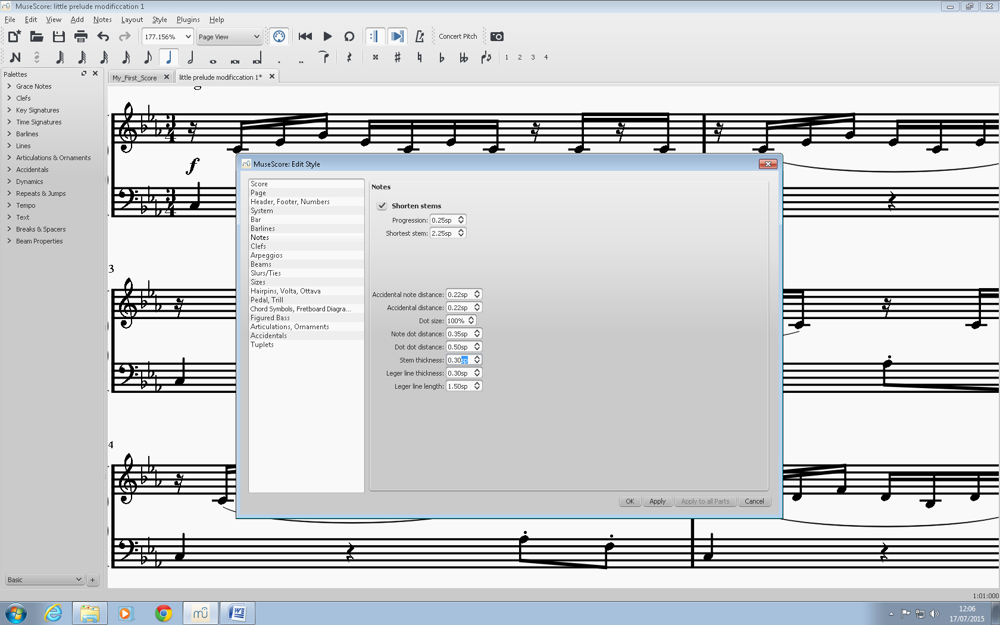 MuseScore: little prelude modificcation 1
File Edit View Add Notes Layout Style Plugins Help
177.156% Page View Concert Pitch
1 2 3 4
Palettes
Grace Notes
Clefs
Key Signatures
Time Signatures
Barlines
Lines
Articulations & Ornaments
Accidentals
Dynamics
Repeats & Jumps
Tempo
Text
Breaks & Spacers
Beam Properties
Basic
My_First_Score little prelude modificcation 1*
3
4
MuseScore: Edit Style
Score
Page
Header, Footer, Numbers
System
Bar
Barlines
Notes
Clefs
Arpeggios
Beams
Slurs/Ties
Sizes
Hairpins, Volta, Ottava
Pedal, Trill
Chord Symbols, Fretboard Diagra...
Figured Bass
Articulations, Ornaments
Accidentals
Tuplets
Notes
Shorten stems
Progression: 0.25sp
Shortest stem: 2.25sp
Accidental note distance: 0.22sp
Accidental distance: 0.22sp
Dot size: 100%
Note dot distance: 0.35sp
Dot dot distance: 0.50sp
Stem thickness: 0.30sp
Leger line thickness: 0.30sp
Leger line length: 1.50sp
OK Apply Apply to all Parts Cancel
1:01:000
12:06
17/07/2015